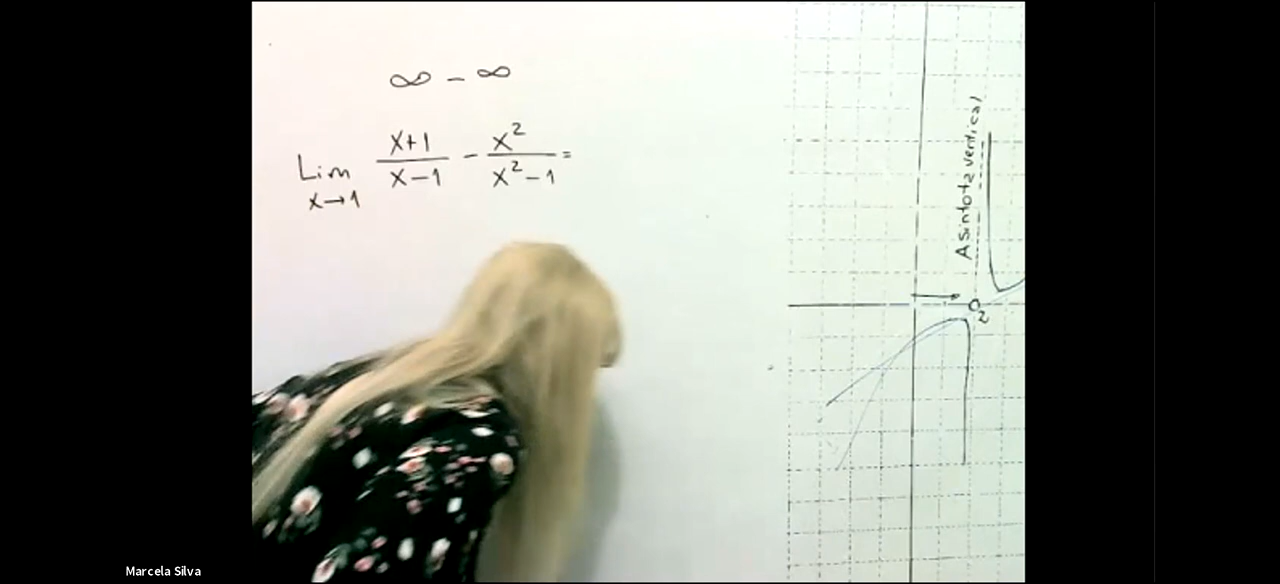 ∞ - ∞
Lim x→1 (x+1)/(x-1) - x²/(x²-1) =
Asintota vertical
2
Marcela Silva